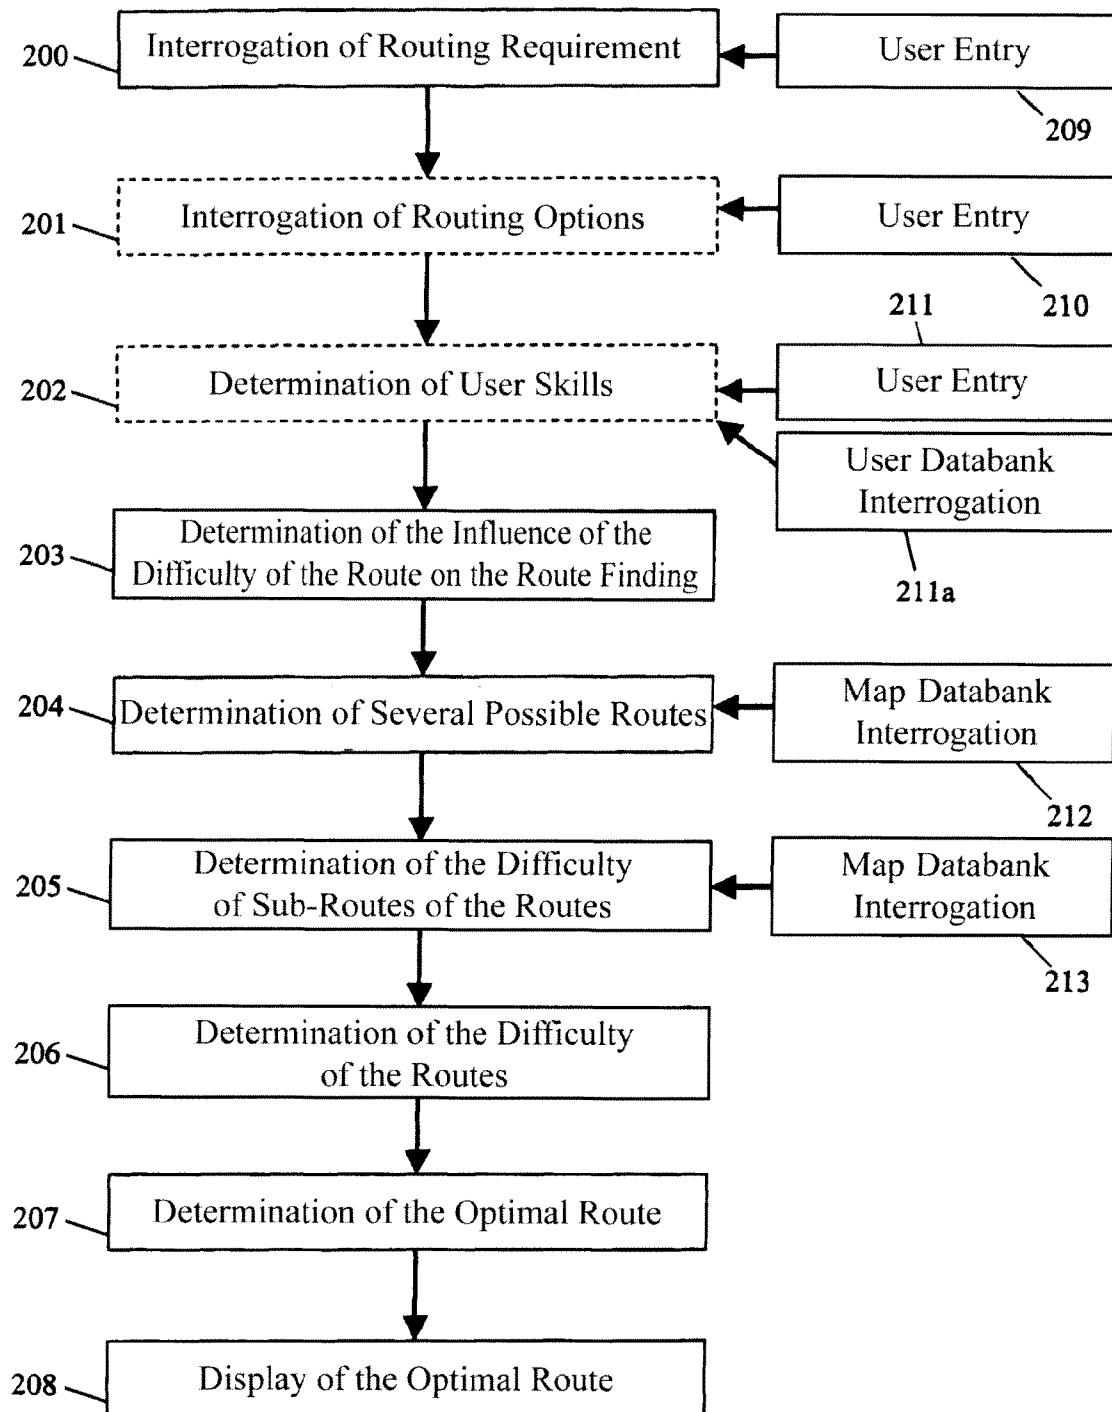 200
Interrogation of Routing Requirement
User Entry
209
201
Interrogation of Routing Options
User Entry
210
211
202
Determination of User Skills
User Entry
User Databank
Interrogation
211a
203
Determination of the Influence of the
Difficulty of the Route on the Route Finding
204
Determination of Several Possible Routes
Map Databank
Interrogation
212
205
Determination of the Difficulty
of Sub-Routes of the Routes
Map Databank
Interrogation
213
206
Determination of the Difficulty
of the Routes
207
Determination of the Optimal Route
208
Display of the Optimal Route